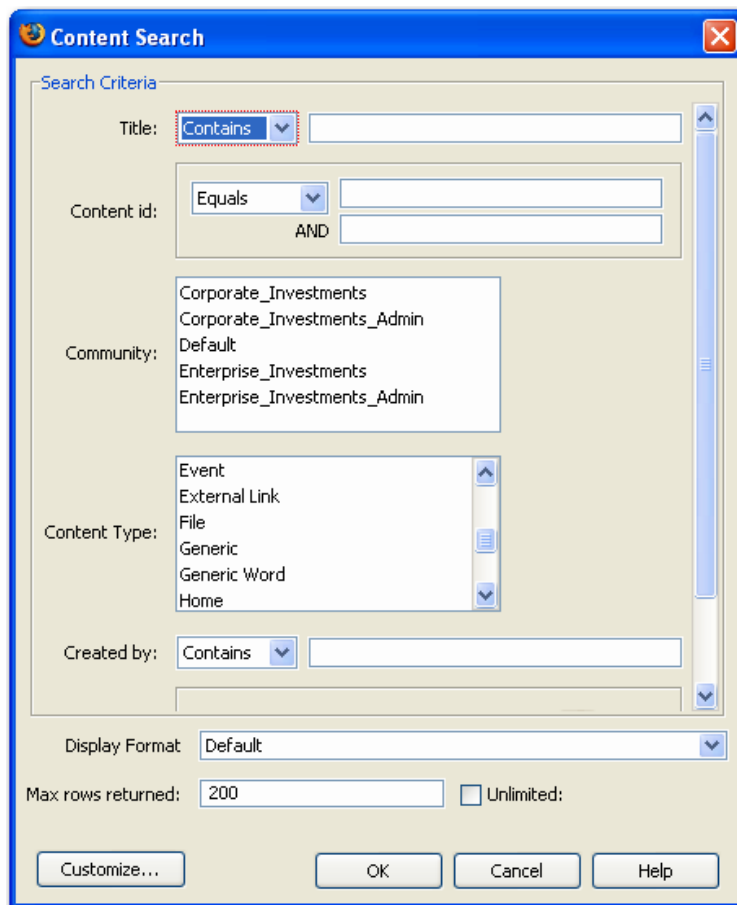 Content Search
Search Criteria
Title: Contains
Content id: Equals
AND
Community:
Corporate_Investments
Corporate_Investments_Admin
Default
Enterprise_Investments
Enterprise_Investments_Admin
Content Type:
Event
External Link
File
Generic
Generic Word
Home
Created by: Contains
Display Format Default
Max rows returned: 200 Unlimited:
Customize... OK Cancel Help